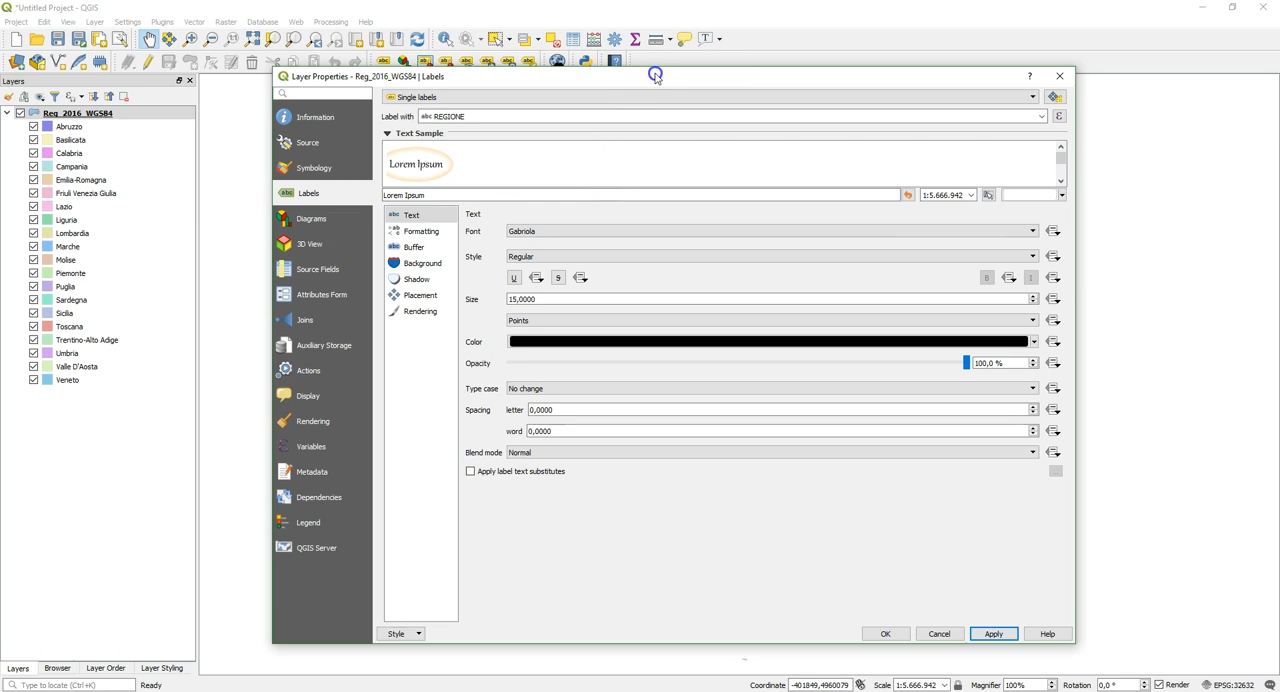 *Untitled Project - QGIS
Project Edit View Layer Settings Plugins Vector Raster Database Web Processing Help
Layers
Reg_2016_WGS84
Abruzzo
Basilicata
Calabria
Campania
Emilia-Romagna
Friuli Venezia Giulia
Lazio
Liguria
Lombardia
Marche
Molise
Piemonte
Puglia
Sardegna
Sicilia
Toscana
Trentino-Alto Adige
Umbria
Valle D'Aosta
Veneto
Layers Browser Layer Order Layer Styling
Layer Properties - Reg_2016_WGS84 | Labels
Information
Source
Symbology
Labels
Diagrams
3D View
Source Fields
Attributes Form
Joins
Auxiliary Storage
Actions
Display
Rendering
Variables
Metadata
Dependencies
Legend
QGIS Server
Single labels
Label with abc REGIONE
Text Sample
Lorem Ipsum
Lorem Ipsum 1:5.666.942
abc Text
Formatting
abc Buffer
Background
Shadow
Placement
Rendering
Text
Font Gabriola
Style Regular
U S B I
Size 15,0000
Points
Color
Opacity 100,0 %
Type case No change
Spacing letter 0,0000
word 0,0000
Blend mode Normal
Apply label text substitutes
Style OK Cancel Apply Help
Type to locate (Ctrl+K) Ready Coordinate -401849,4960079 Scale 1:5.666.942 Magnifier 100% Rotation 0,0 ° Render EPSG:32632